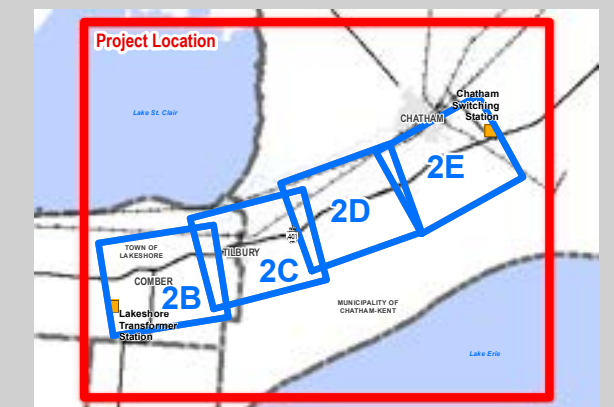 Project Location
Lake St. Clair
Chatham
Switching
Station
CHATHAM
2E
2D
401
TOWN OF
LAKESHORE
TILBURY
2C
COMBER
2B
Lakeshore
Transformer
Station
MUNICIPALITY OF
CHATHAM-KENT
Lake Erie